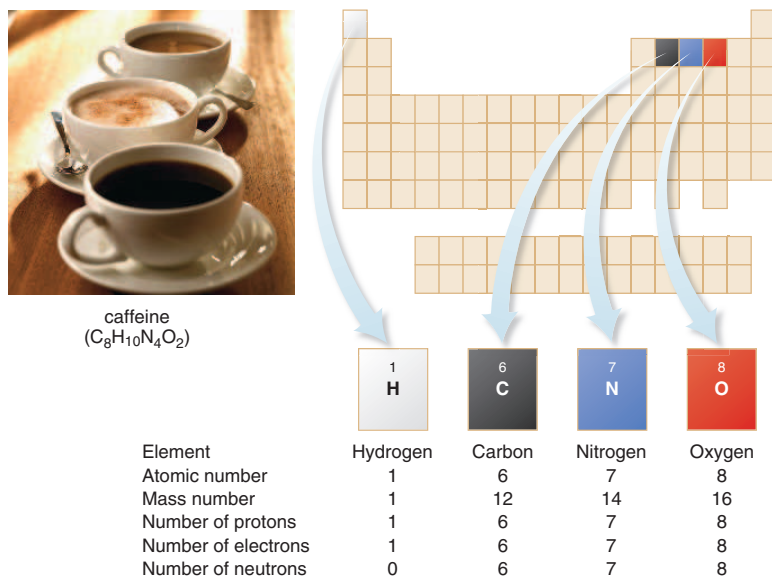 caffeine
(C₈H₁₀N₄O₂)
1 6 7 8
H C N O
Element Hydrogen Carbon Nitrogen Oxygen
Atomic number 1 6 7 8
Mass number 1 12 14 16
Number of protons 1 6 7 8
Number of electrons 1 6 7 8
Number of neutrons 0 6 7 8